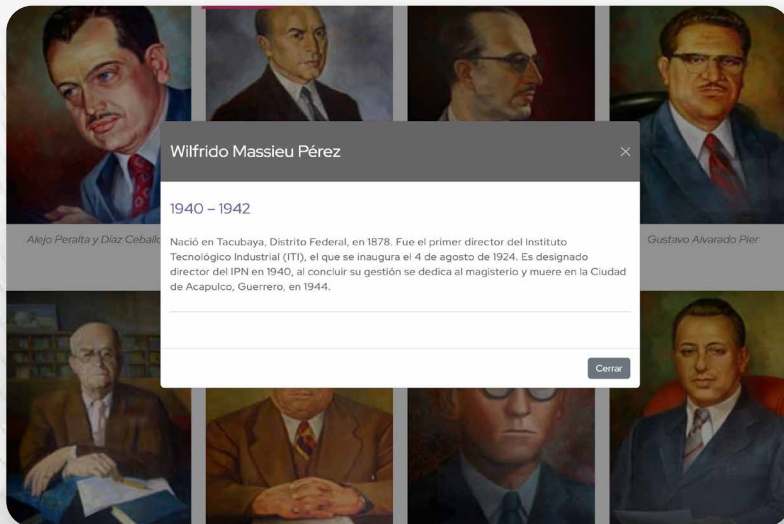 Wilfrido Massieu Pérez
×
1940 – 1942
Alejo Peralta y Díaz
Nació en Tacubaya, Distrito Federal, en 1878. Fue el primer director del Instituto
Tecnológico Industrial (ITI), el que se inaugura el 4 de agosto de 1924. Es designado
director del IPN en 1940, al concluir su gestión se dedica al magisterio y muere en la Ciudad
de Acapulco, Guerrero, en 1944.
Gustavo Alvarado Pier
Cerrar